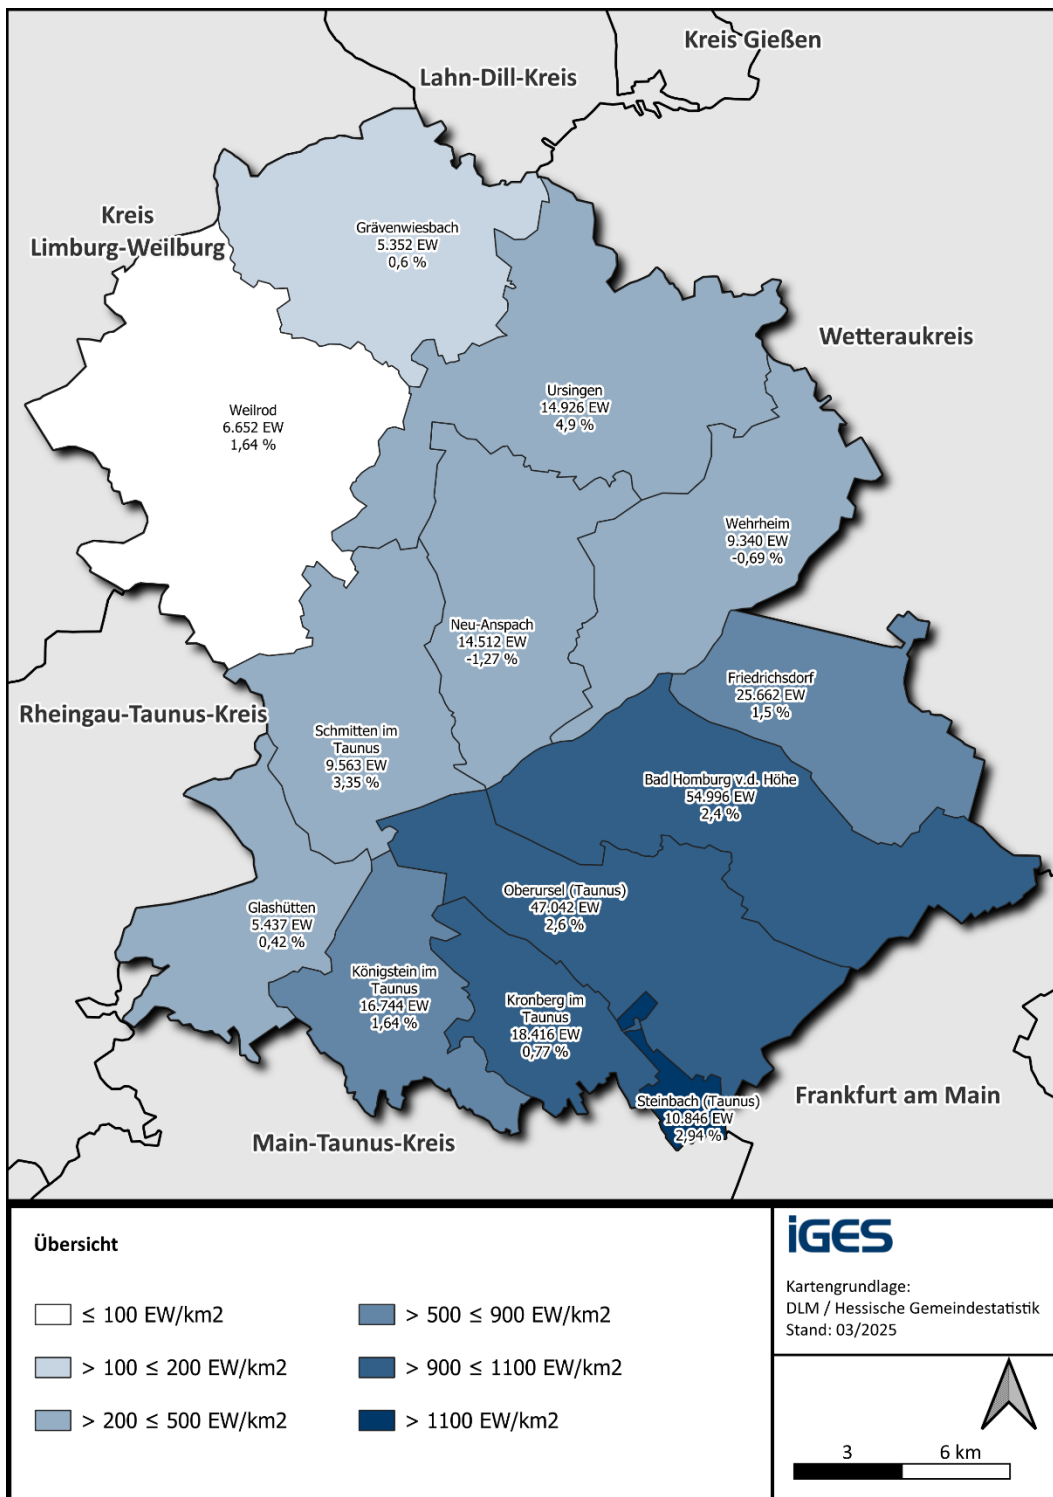 Kreis Gießen
Lahn-Dill-Kreis
Kreis
Limburg-Weilburg
Grävenwiesbach
5.352 EW
0,6 %
Wetteraukreis
Ursingen
14.926 EW
4,9 %
Weilrod
6.652 EW
1,64 %
Wehrheim
9.340 EW
-0,69 %
Neu-Anspach
14.512 EW
-1,27 %
Friedrichsdorf
25.662 EW
1,5 %
Rheingau-Taunus-Kreis
Schmitten im
Taunus
9.563 EW
3,35 %
Bad Homburg v.d. Höhe
54.996 EW
2,4 %
Oberursel (Taunus)
47.042 EW
2,6 %
Glashütten
5.437 EW
0,42 %
Königstein im
Taunus
16.744 EW
1,64 %
Kronberg im
Taunus
18.416 EW
0,77 %
Steinbach (Taunus)
10.846 EW
2,94 %
Frankfurt am Main
Main-Taunus-Kreis
Übersicht
≤ 100 EW/km2
> 100 ≤ 200 EW/km2
> 200 ≤ 500 EW/km2
> 500 ≤ 900 EW/km2
> 900 ≤ 1100 EW/km2
> 1100 EW/km2
iGES
Kartengrundlage:
DLM / Hessische Gemeindestatistik
Stand: 03/2025
3 6 km